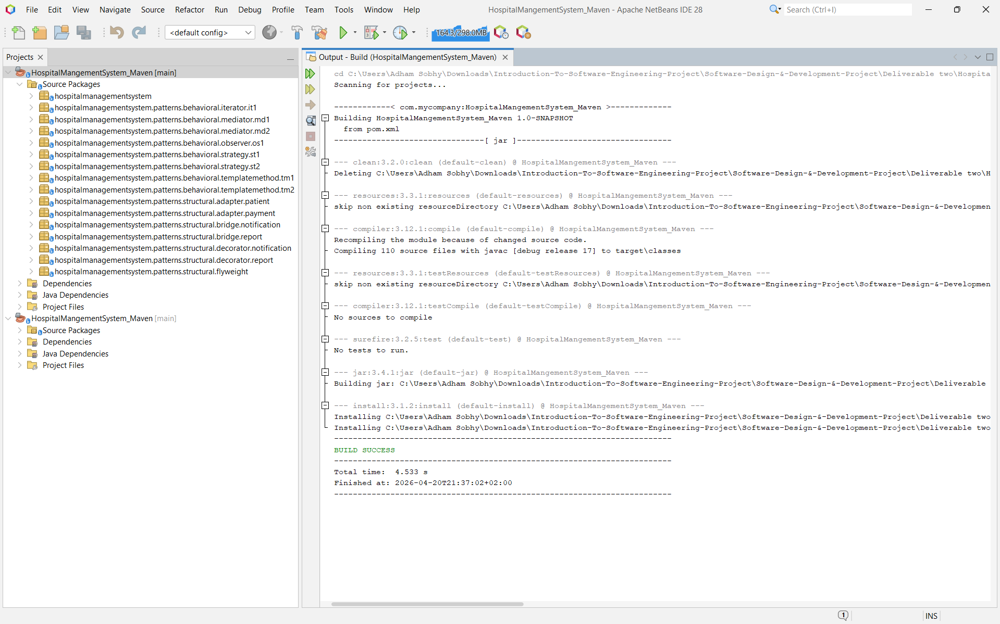 File Edit View Navigate Source Refactor Run Debug Profile Team Tools Window Help
HospitalMangementSystem_Maven - Apache NetBeans IDE 28
Search (Ctrl+I)
<default config>
164.3/298.0MB
Projects
HospitalMangementSystem_Maven [main]
Source Packages
hospitalmanagementsystem
hospitalmanagementsystem.patterns.behavioral.iterator.it1
hospitalmanagementsystem.patterns.behavioral.mediator.md1
hospitalmanagementsystem.patterns.behavioral.mediator.md2
hospitalmanagementsystem.patterns.behavioral.observer.os1
hospitalmanagementsystem.patterns.behavioral.strategy.st1
hospitalmanagementsystem.patterns.behavioral.strategy.st2
hospitalmanagementsystem.patterns.behavioral.templatemethod.tm1
hospitalmanagementsystem.patterns.behavioral.templatemethod.tm2
hospitalmanagementsystem.patterns.structural.adapter.patient
hospitalmanagementsystem.patterns.structural.adapter.payment
hospitalmanagementsystem.patterns.structural.bridge.notification
hospitalmanagementsystem.patterns.structural.bridge.report
hospitalmanagementsystem.patterns.structural.decorator.notification
hospitalmanagementsystem.patterns.structural.decorator.report
hospitalmanagementsystem.patterns.structural.flyweight
Dependencies
Java Dependencies
Project Files
HospitalMangementSystem_Maven [main]
Source Packages
Dependencies
Java Dependencies
Project Files
Output - Build (HospitalMangementSystem_Maven)
cd C:\Users\Adham Sobhy\Downloads\Introduction-To-Software-Engineering-Project\Software-Design-&-Development-Project\Deliverable two\Hospita
Scanning for projects...
------------< com.mycompany:HospitalMangementSystem_Maven >-------------
Building HospitalMangementSystem_Maven 1.0-SNAPSHOT
from pom.xml
--------------------------------[ jar ]---------------------------------
--- clean:3.2.0:clean (default-clean) @ HospitalMangementSystem_Maven ---
Deleting C:\Users\Adham Sobhy\Downloads\Introduction-To-Software-Engineering-Project\Software-Design-&-Development-Project\Deliverable two\H
--- resources:3.3.1:resources (default-resources) @ HospitalMangementSystem_Maven ---
skip non existing resourceDirectory C:\Users\Adham Sobhy\Downloads\Introduction-To-Software-Engineering-Project\Software-Design-&-Developmen
--- compiler:3.12.1:compile (default-compile) @ HospitalMangementSystem_Maven ---
Recompiling the module because of changed source code.
Compiling 110 source files with javac [debug release 17] to target\classes
--- resources:3.3.1:testResources (default-testResources) @ HospitalMangementSystem_Maven ---
skip non existing resourceDirectory C:\Users\Adham Sobhy\Downloads\Introduction-To-Software-Engineering-Project\Software-Design-&-Developmen
--- compiler:3.12.1:testCompile (default-testCompile) @ HospitalMangementSystem_Maven ---
No sources to compile
--- surefire:3.2.5:test (default-test) @ HospitalMangementSystem_Maven ---
No tests to run.
--- jar:3.4.1:jar (default-jar) @ HospitalMangementSystem_Maven ---
Building jar: C:\Users\Adham Sobhy\Downloads\Introduction-To-Software-Engineering-Project\Software-Design-&-Development-Project\Deliverable
--- install:3.1.2:install (default-install) @ HospitalMangementSystem_Maven ---
Installing C:\Users\Adham Sobhy\Downloads\Introduction-To-Software-Engineering-Project\Software-Design-&-Development-Project\Deliverable two
Installing C:\Users\Adham Sobhy\Downloads\Introduction-To-Software-Engineering-Project\Software-Design-&-Development-Project\Deliverable two
------------------------------------------------------------------------
BUILD SUCCESS
------------------------------------------------------------------------
Total time:  4.533 s
Finished at: 2026-04-20T21:37:02+02:00
------------------------------------------------------------------------
1
INS